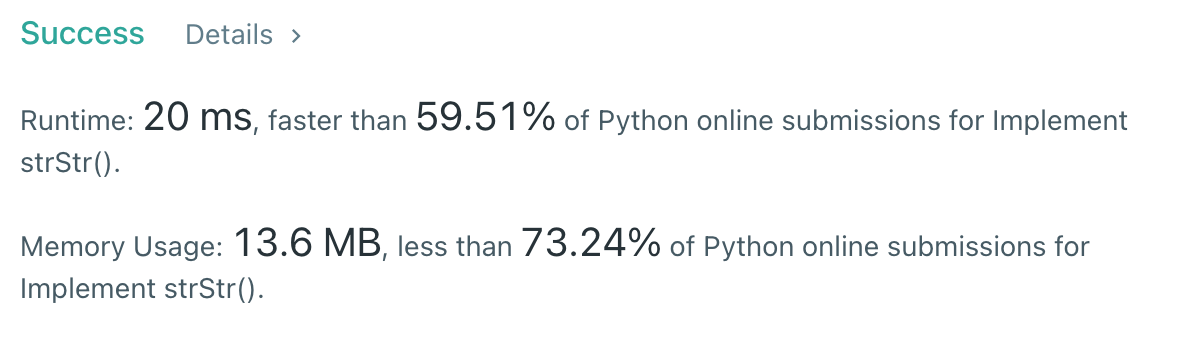 Success Details >
Runtime: 20 ms, faster than 59.51% of Python online submissions for Implement
strStr().
Memory Usage: 13.6 MB, less than 73.24% of Python online submissions for
Implement strStr().